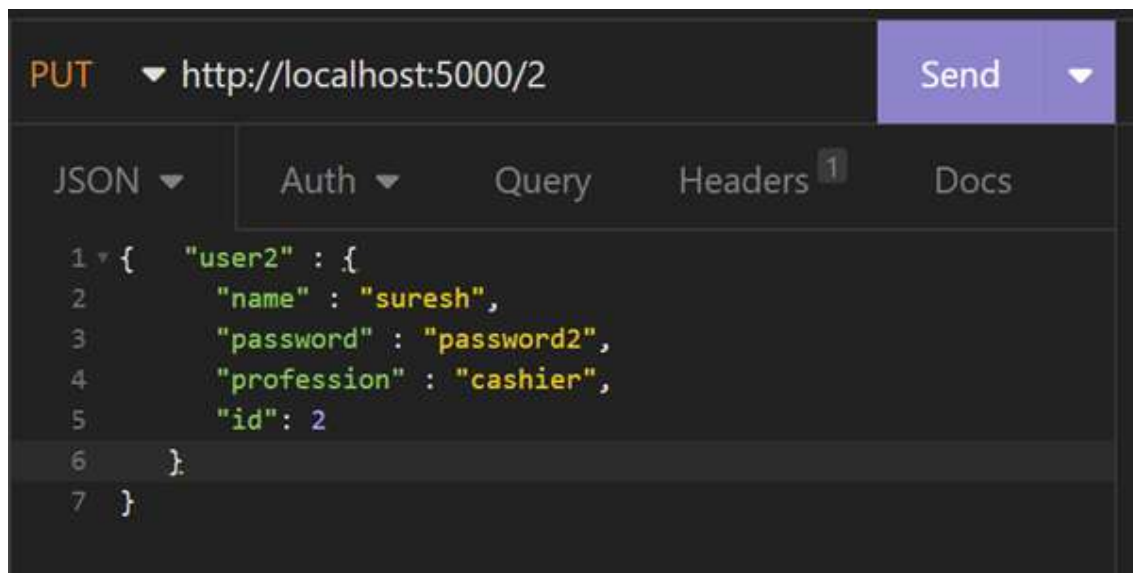 PUT http://localhost:5000/2 Send
JSON Auth Query Headers 1 Docs
1 { "user2" : {
2 "name" : "suresh",
3 "password" : "password2",
4 "profession" : "cashier",
5 "id": 2
6 }
7 }